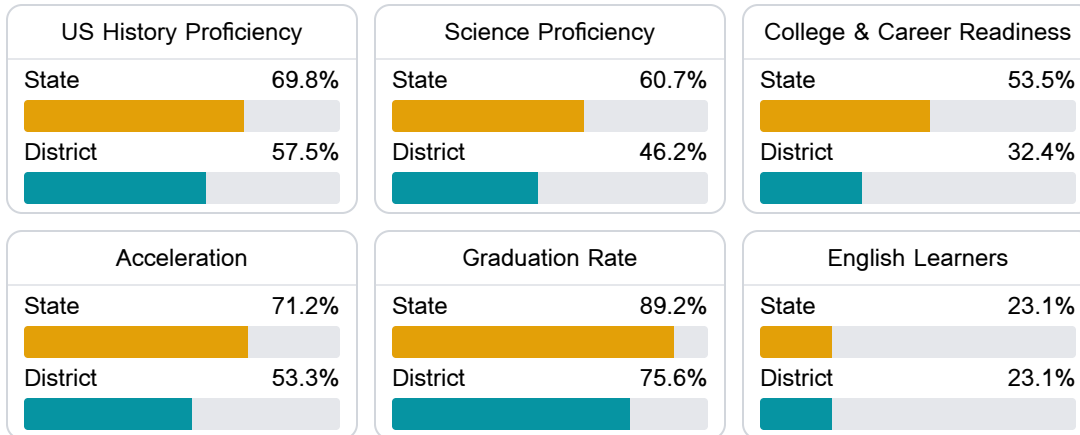 US History Proficiency
State 69.8%
District 57.5%
Science Proficiency
State 60.7%
District 46.2%
College & Career Readiness
State 53.5%
District 32.4%
Acceleration
State 71.2%
District 53.3%
Graduation Rate
State 89.2%
District 75.6%
English Learners
State 23.1%
District 23.1%